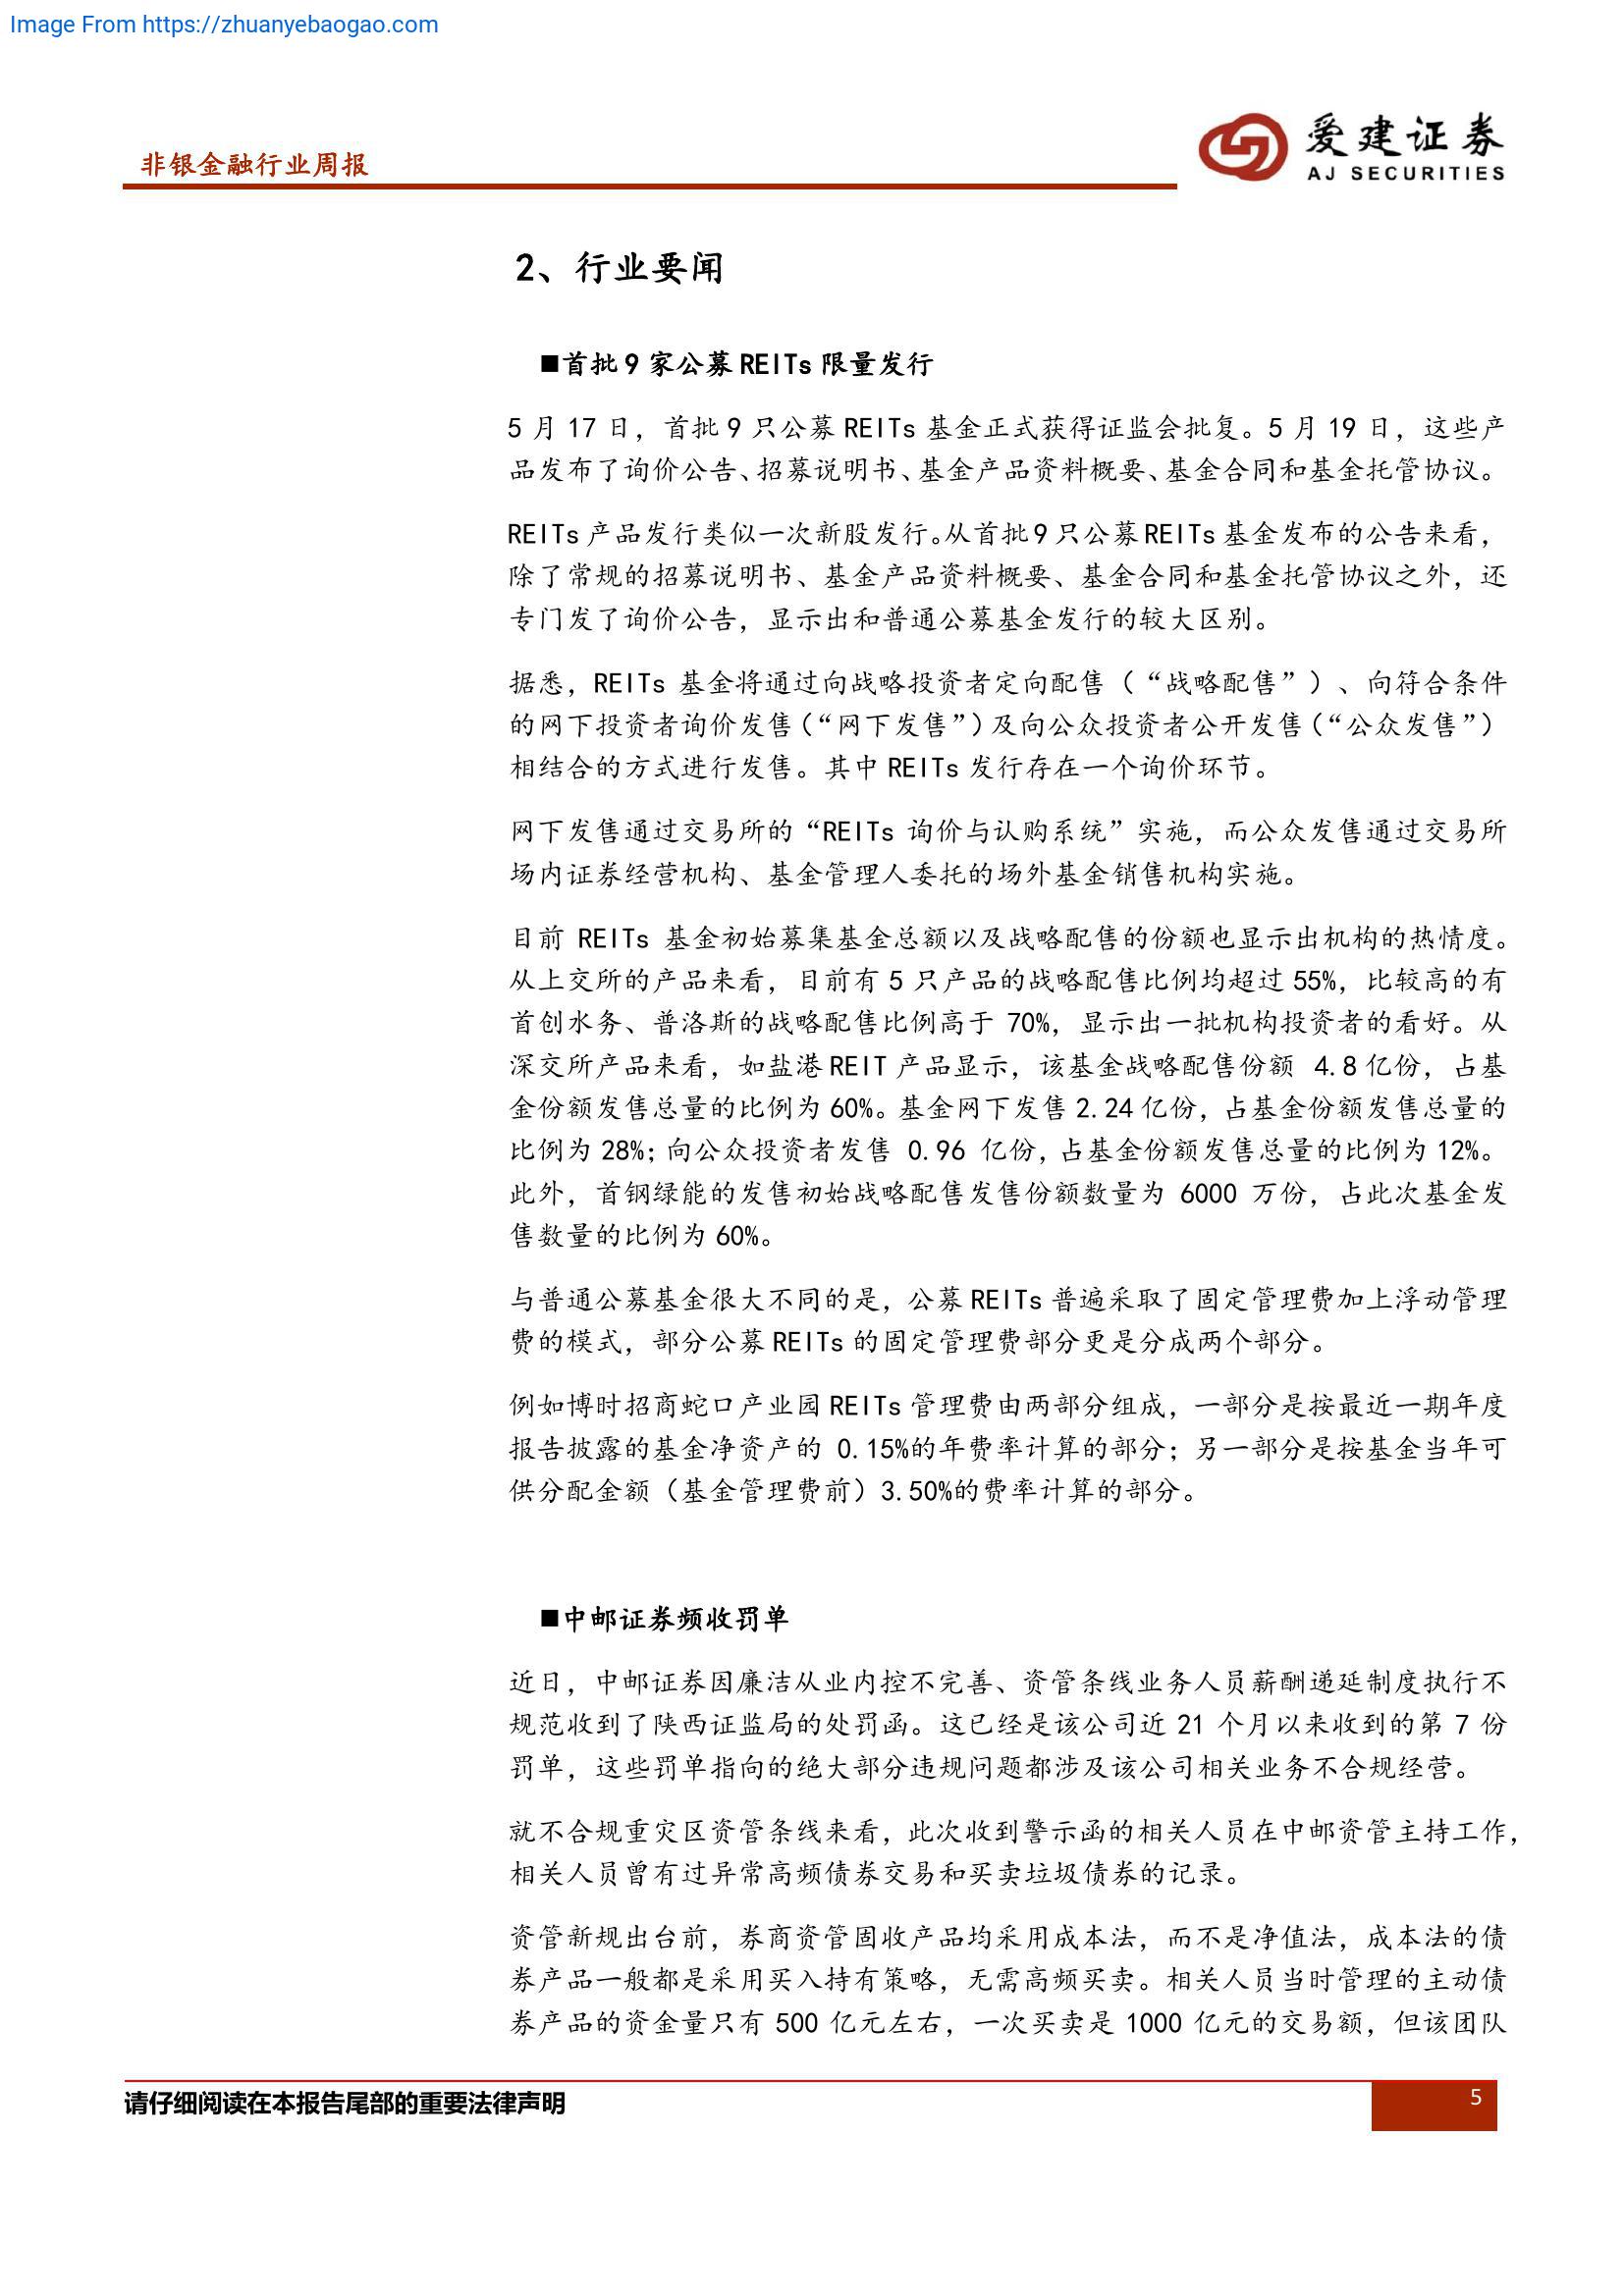 Image From https://zhuanyebaogao.com
非银金融行业周报
爱建证券
AJ SECURITIES
2、行业要闻
■首批 9 家公募 REITs 限量发行
5 月 17 日，首批 9 只公募 REITs 基金正式获得证监会批复。5 月 19 日，这些产
品发布了询价公告、招募说明书、基金产品资料概要、基金合同和基金托管协议。
REITs 产品发行类似一次新股发行。从首批 9 只公募 REITs 基金发布的公告来看，
除了常规的招募说明书、基金产品资料概要、基金合同和基金托管协议之外，还
专门发了询价公告，显示出和普通公募基金发行的较大区别。
据悉，REITs 基金将通过向战略投资者定向配售（“战略配售”）、向符合条件
的网下投资者询价发售（“网下发售”）及向公众投资者公开发售（“公众发售”）
相结合的方式进行发售。其中 REITs 发行存在一个询价环节。
网下发售通过交易所的“REITs 询价与认购系统”实施，而公众发售通过交易所
场内证券经营机构、基金管理人委托的场外基金销售机构实施。
目前 REITs 基金初始募集基金总额以及战略配售的份额也显示出机构的热情度。
从上交所的产品来看，目前有 5 只产品的战略配售比例均超过 55%，比较高的有
首创水务、普洛斯的战略配售比例高于 70%，显示出一批机构投资者的看好。从
深交所产品来看，如盐港 REIT 产品显示，该基金战略配售份额 4.8 亿份，占基
金份额发售总量的比例为 60%。基金网下发售 2.24 亿份，占基金份额发售总量的
比例为 28%；向公众投资者发售 0.96 亿份，占基金份额发售总量的比例为 12%。
此外，首钢绿能的发售初始战略配售发售份额数量为 6000 万份，占此次基金发
售数量的比例为 60%。
与普通公募基金很大不同的是，公募 REITs 普遍采取了固定管理费加上浮动管理
费的模式，部分公募 REITs 的固定管理费部分更是分成两个部分。
例如博时招商蛇口产业园 REITs 管理费由两部分组成，一部分是按最近一期年度
报告披露的基金净资产的 0.15%的年费率计算的部分；另一部分是按基金当年可
供分配金额（基金管理费前）3.50%的费率计算的部分。
■中邮证券频收罚单
近日，中邮证券因廉洁从业内控不完善、资管条线业务人员薪酬递延制度执行不
规范收到了陕西证监局的处罚函。这已经是该公司近 21 个月以来收到的第 7 份
罚单，这些罚单指向的绝大部分违规问题都涉及该公司相关业务不合规经营。
就不合规重灾区资管条线来看，此次收到警示函的相关人员在中邮资管主持工作，
相关人员曾有过异常高频债券交易和买卖垃圾债券的记录。
资管新规出台前，券商资管固收产品均采用成本法，而不是净值法，成本法的债
券产品一般都是采用买入持有策略，无需高频买卖。相关人员当时管理的主动债
券产品的资金量只有 500 亿元左右，一次买卖是 1000 亿元的交易额，但该团队
请仔细阅读在本报告尾部的重要法律声明
5